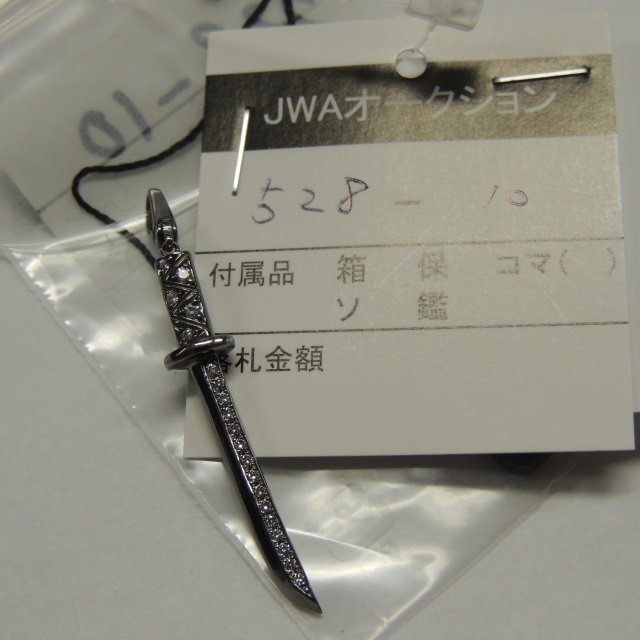 01-
JWAオークション
528 - 10
付属品 箱 保 コマ( )
ソ 鑑
落札金額